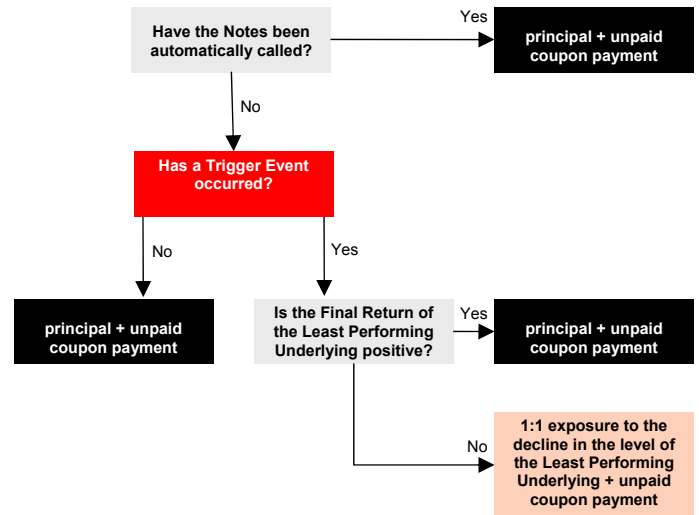 Have the Notes been
automatically called?
Yes
principal + unpaid
coupon payment
No
Has a Trigger Event
occurred?
No
Yes
principal + unpaid
coupon payment
Is the Final Return of
the Least Performing
Underlying positive?
Yes
principal + unpaid
coupon payment
No
1:1 exposure to the
decline in the level of
the Least Performing
Underlying + unpaid
coupon payment